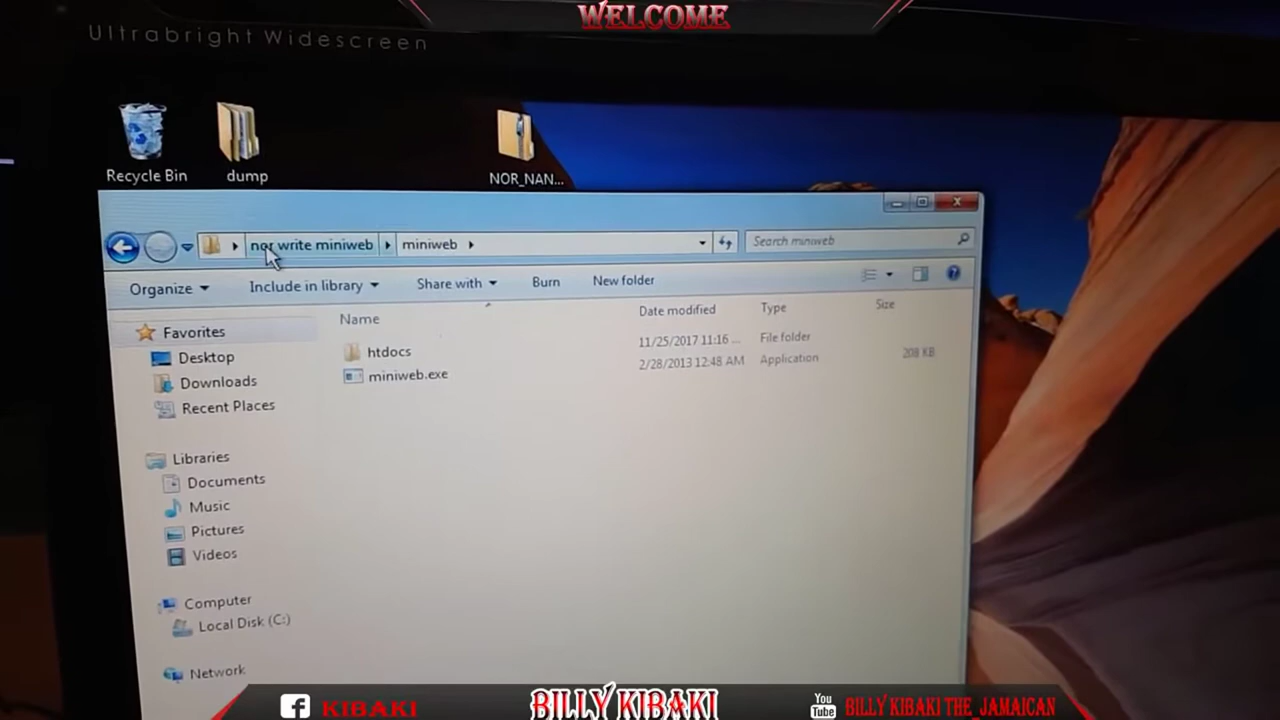 WELCOME
Ultrabright Widescreen
Recycle Bin
dump
NOR_NAN...
nor write miniweb
miniweb
Search miniweb
Organize
Include in library
Share with
Burn
New folder
Name
Date modified
Type
Size
Favorites
Desktop
Downloads
Recent Places
Libraries
Documents
Music
Pictures
Videos
Computer
Local Disk (C:)
Network
htdocs
11/25/2017 11:16 ...
File folder
miniweb.exe
2/28/2013 12:48 AM
Application
208 KB
f KIBAKI
BILLY KIBAKI
You Tube
BILLY KIBAKI THE_JAMAICAN